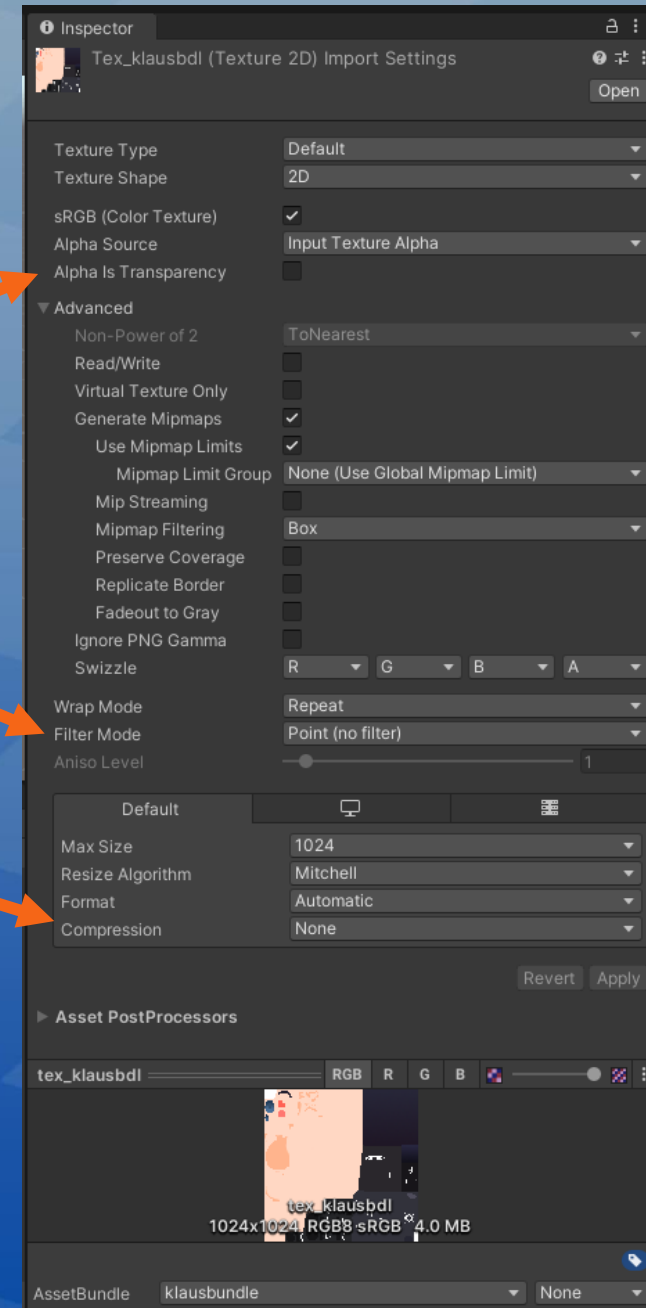 Inspector
Tex_klausbdl (Texture 2D) Import Settings
Open
Texture Type Default
Texture Shape 2D
sRGB (Color Texture)
Alpha Source Input Texture Alpha
Alpha Is Transparency
Advanced
Non-Power of 2 ToNearest
Read/Write
Virtual Texture Only
Generate Mipmaps
Use Mipmap Limits
Mipmap Limit Group None (Use Global Mipmap Limit)
Mip Streaming
Mipmap Filtering Box
Preserve Coverage
Replicate Border
Fadeout to Gray
Ignore PNG Gamma
Swizzle R G B A
Wrap Mode Repeat
Filter Mode Point (no filter)
Aniso Level 1
Default
Max Size 1024
Resize Algorithm Mitchell
Format Automatic
Compression None
Revert Apply
Asset PostProcessors
tex_klausbdl RGB R G B
tex_klausbdl
1024x1024 RGB8 sRGB 4.0 MB
AssetBundle klausbundle None